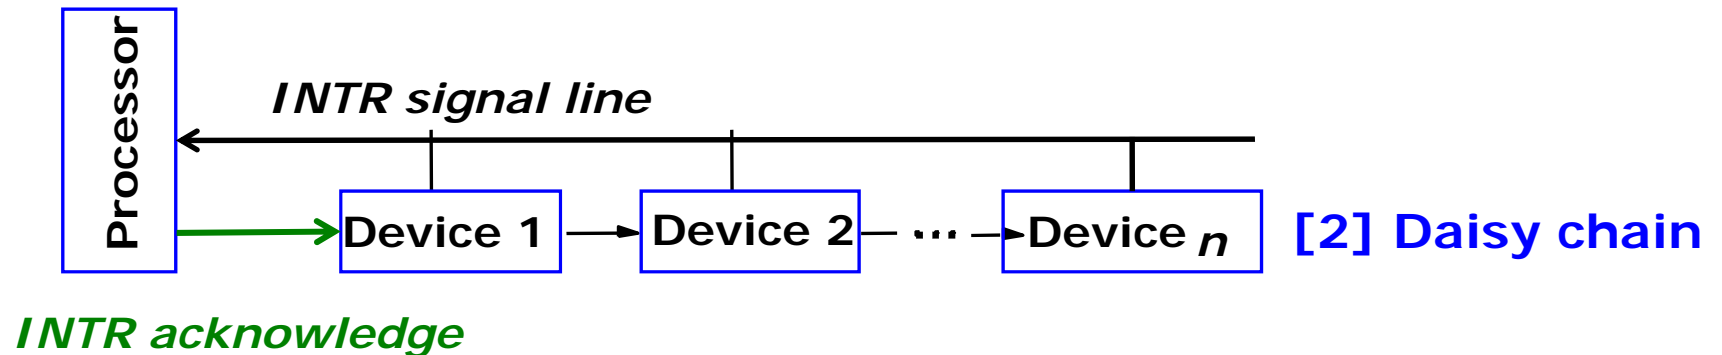 Processor
INTR signal line
Device 1
Device 2
...
Device n
[2] Daisy chain
INTR acknowledge